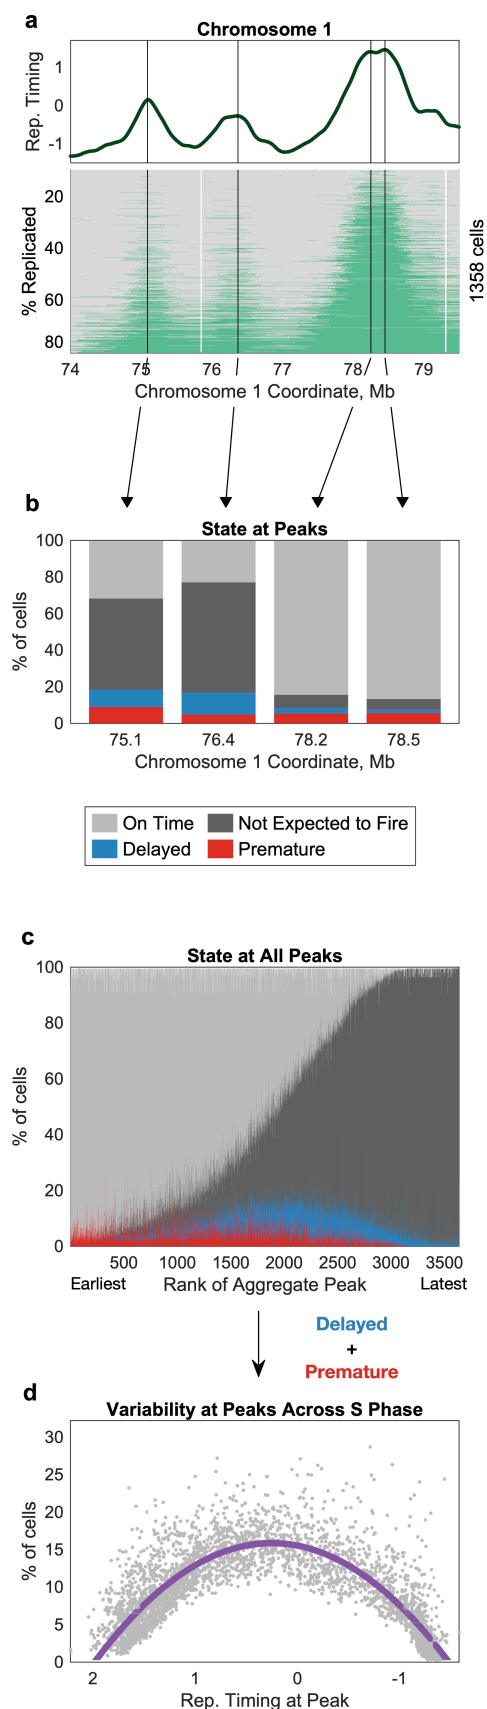 a
Chromosome 1
Rep. Timing
1
0
-1
% Replicated
20
40
60
80
1358 cells
74 75 76 77 78 79
Chromosome 1 Coordinate, Mb
b
State at Peaks
% of cells
100
80
60
40
20
0
75.1 76.4 78.2 78.5
Chromosome 1 Coordinate, Mb
On Time Not Expected to Fire
Delayed Premature
c
State at All Peaks
% of cells
100
80
60
40
20
0
500 1000 1500 2000 2500 3000 3500
Earliest Rank of Aggregate Peak Latest
Delayed
+
Premature
d
Variability at Peaks Across S Phase
% of cells
30
25
20
15
10
5
0
2 1 0 -1
Rep. Timing at Peak